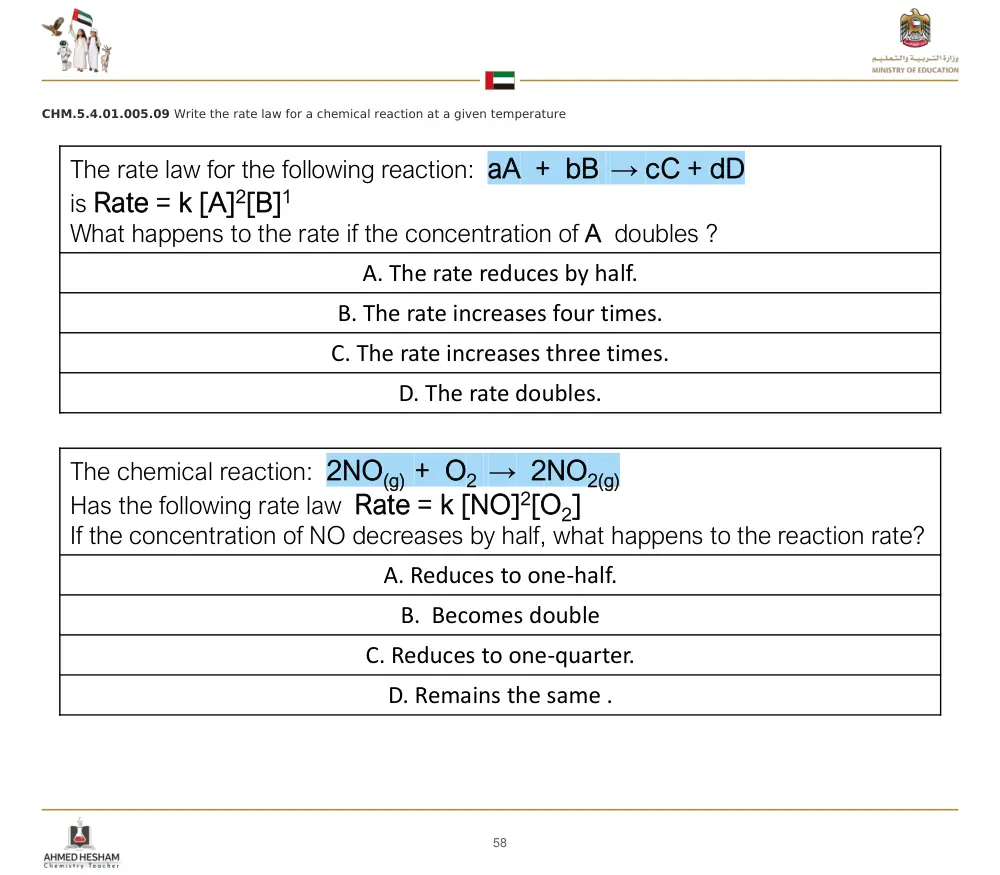 وزارة التربية والتعليم
MINISTRY OF EDUCATION
CHM.5.4.01.005.09 Write the rate law for a chemical reaction at a given temperature
The rate law for the following reaction: aA + bB → cC + dD
is Rate = k [A]²[B]¹
What happens to the rate if the concentration of A doubles ?
A. The rate reduces by half.
B. The rate increases four times.
C. The rate increases three times.
D. The rate doubles.
The chemical reaction: 2NO(g) + O₂ → 2NO₂(g)
Has the following rate law Rate = k [NO]²[O₂]
If the concentration of NO decreases by half, what happens to the reaction rate?
A. Reduces to one-half.
B. Becomes double
C. Reduces to one-quarter.
D. Remains the same .
AHMED HESHAM
Chemistry Teacher
58